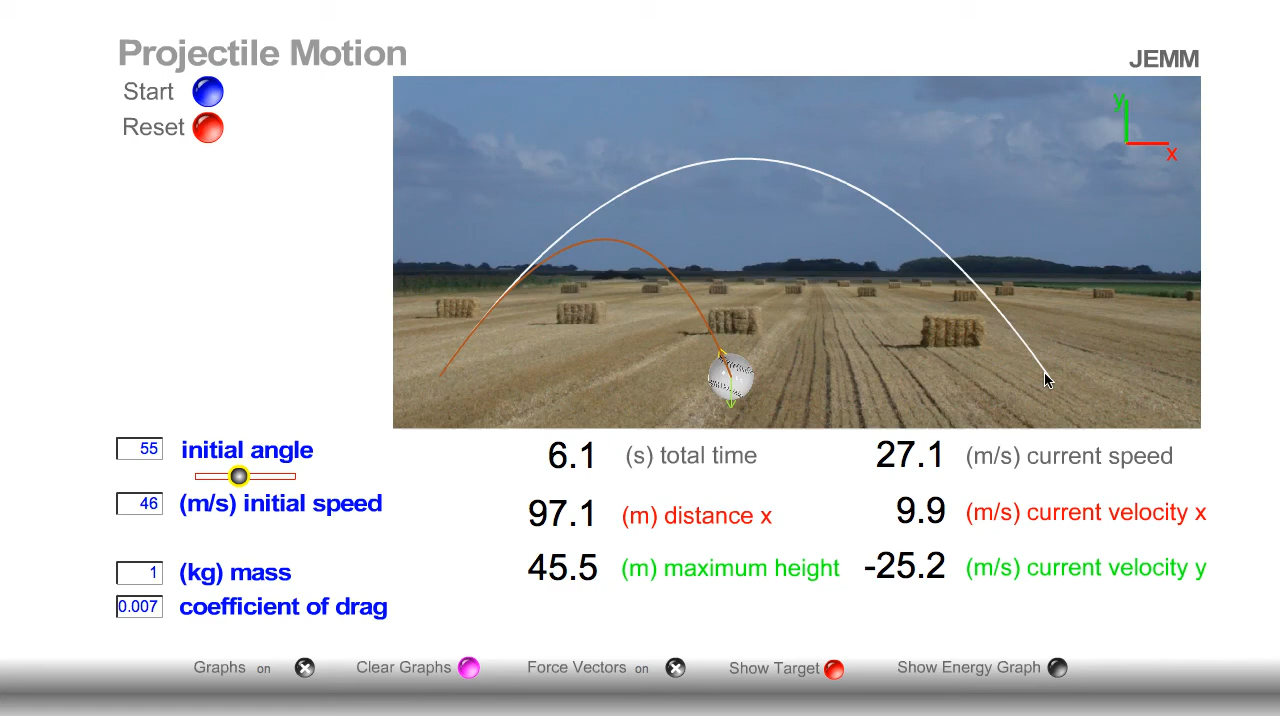 Projectile Motion
JEMM
Start
Reset
y
x
55 initial angle
46 (m/s) initial speed
1 (kg) mass
0.007 coefficient of drag
6.1 (s) total time
97.1 (m) distance x
45.5 (m) maximum height
27.1 (m/s) current speed
9.9 (m/s) current velocity x
-25.2 (m/s) current velocity y
Graphs on
Clear Graphs
Force Vectors on
Show Target
Show Energy Graph